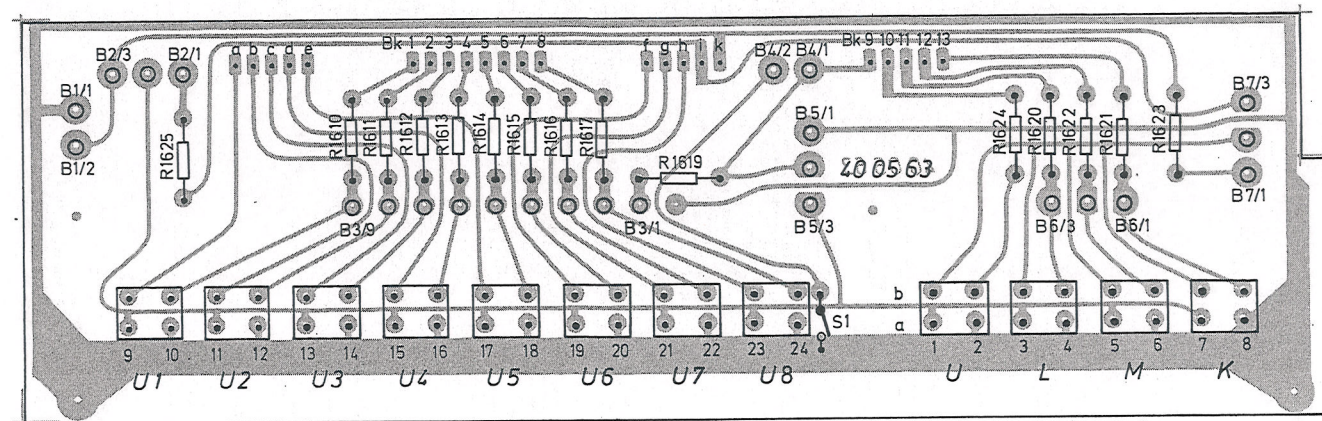 B2/3 B2/1 a b c d e Bk 1 2 3 4 5 6 7 8 f g h i k B4/2 B4/1 Bk 9 10 11 12 13
B1/1 B7/3
B1/2 R1625 R1610 R1611 R1612 R1613 R1614 R1615 R1616 R1617 R1619 B5/1 400563 R1624 R1620 R1622 R1621 R1623 B7/1
B3/9 B3/1 B5/3 B6/3 B6/1
b
a
S1
9 10 11 12 13 14 15 16 17 18 19 20 21 22 23 24 1 2 3 4 5 6 7 8
U1 U2 U3 U4 U5 U6 U7 U8 U L M K